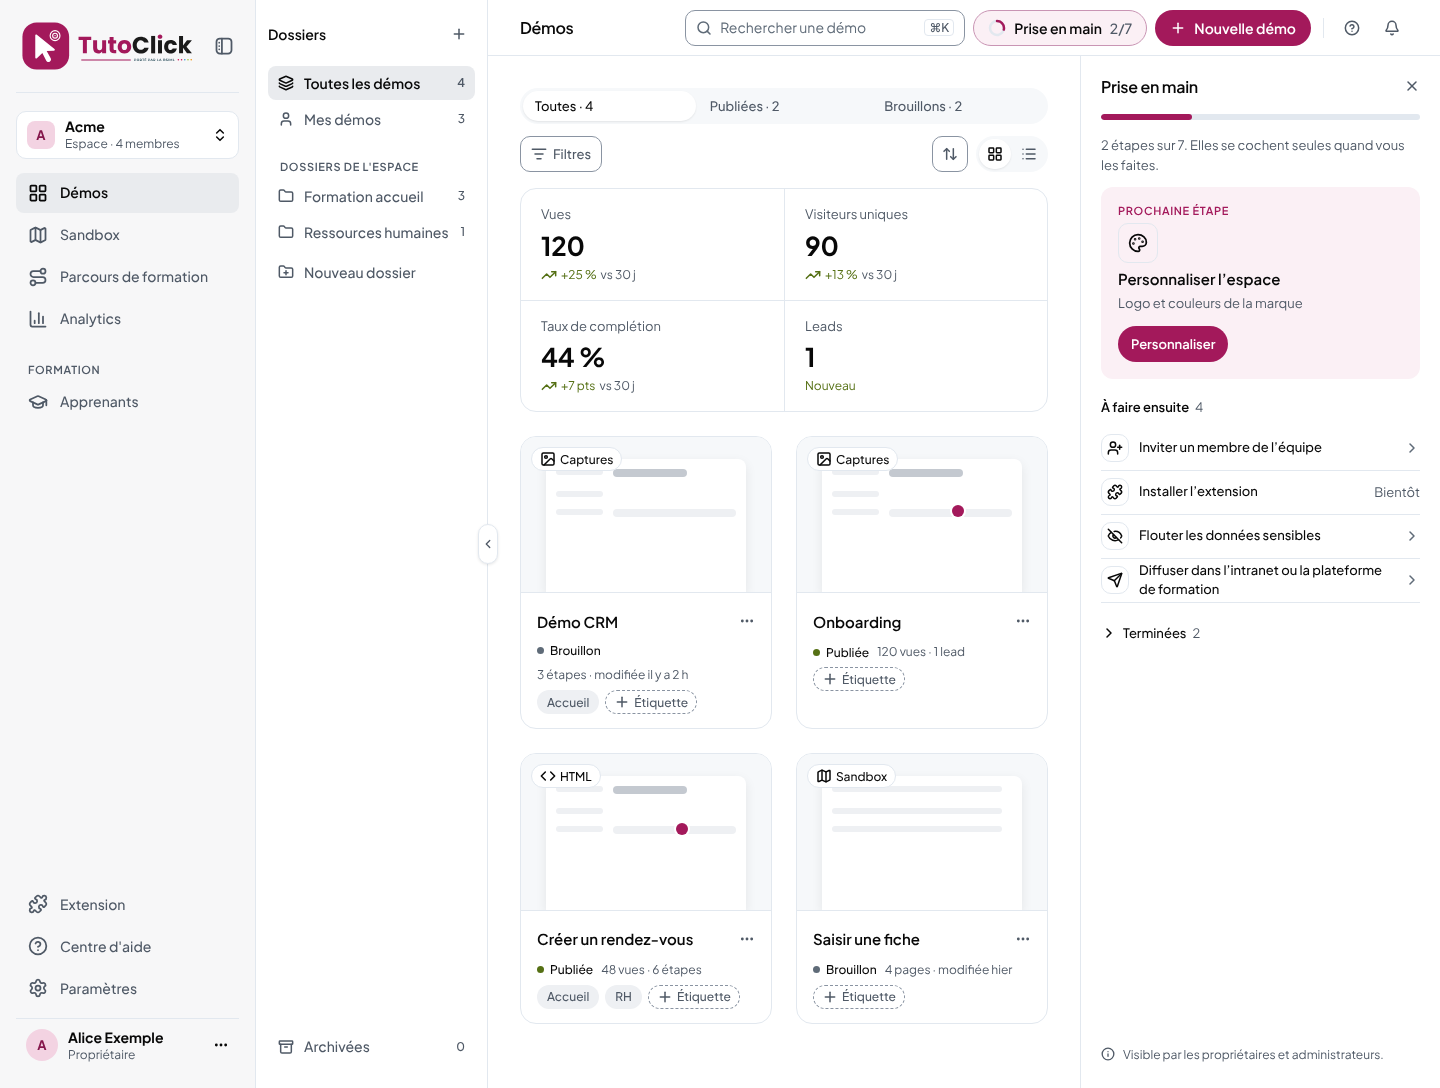 TutoClick
Acme
Espace · 4 membres
Démos
Sandbox
Parcours de formation
Analytics
FORMATION
Apprenants
Extension
Centre d'aide
Paramètres
Alice Exemple
Propriétaire
Dossiers
Toutes les démos 4
Mes démos 3
DOSSIERS DE L'ESPACE
Formation accueil 3
Ressources humaines 1
Nouveau dossier
Archivées 0
Démos
Rechercher une démo ⌘K
Prise en main 2/7
Nouvelle démo
Toutes · 4
Publiées · 2
Brouillons · 2
Filtres
Vues
120
+25 % vs 30 j
Visiteurs uniques
90
+13 % vs 30 j
Taux de complétion
44 %
+7 pts vs 30 j
Leads
1
Nouveau
Captures
Démo CRM
Brouillon
3 étapes · modifiée il y a 2 h
Accueil
Étiquette
Captures
Onboarding
Publiée 120 vues · 1 lead
Étiquette
HTML
Créer un rendez-vous
Publiée 48 vues · 6 étapes
Accueil
RH
Étiquette
Sandbox
Saisir une fiche
Brouillon 4 pages · modifiée hier
Étiquette
Prise en main
2 étapes sur 7. Elles se cochent seules quand vous
les faites.
PROCHAINE ÉTAPE
Personnaliser l’espace
Logo et couleurs de la marque
Personnaliser
À faire ensuite 4
Inviter un membre de l’équipe
Installer l’extension Bientôt
Flouter les données sensibles
Diffuser dans l’intranet ou la plateforme
de formation
Terminées 2
Visible par les propriétaires et administrateurs.
A
A